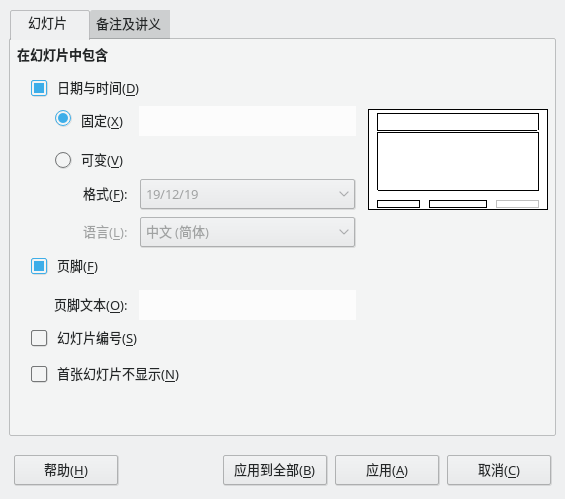 幻灯片
备注及讲义
在幻灯片中包含
日期与时间(D)
固定(X)
可变(V)
格式(F):
19/12/19
语言(L):
中文 (简体)
页脚(F)
页脚文本(O):
幻灯片编号(S)
首张幻灯片不显示(N)
帮助(H)
应用到全部(B)
应用(A)
取消(C)